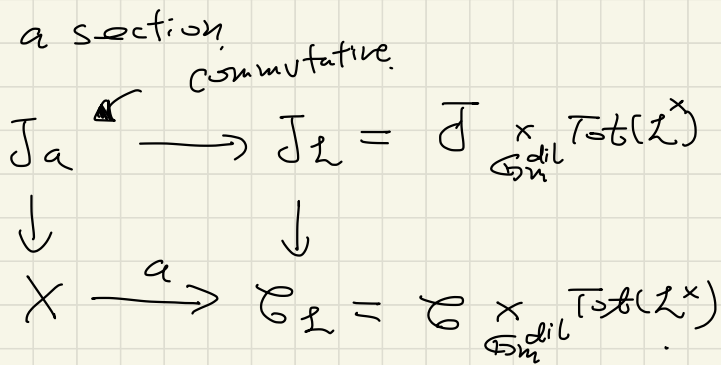 a section
commutative.
J_a → J_ℒ = J ×_{𝔾_m^{dil}} Tot(ℒ^×)
↓ ↓
X →^a ℭ_ℒ = ℭ ×_{𝔾_m^{dil}} Tot(ℒ^×).